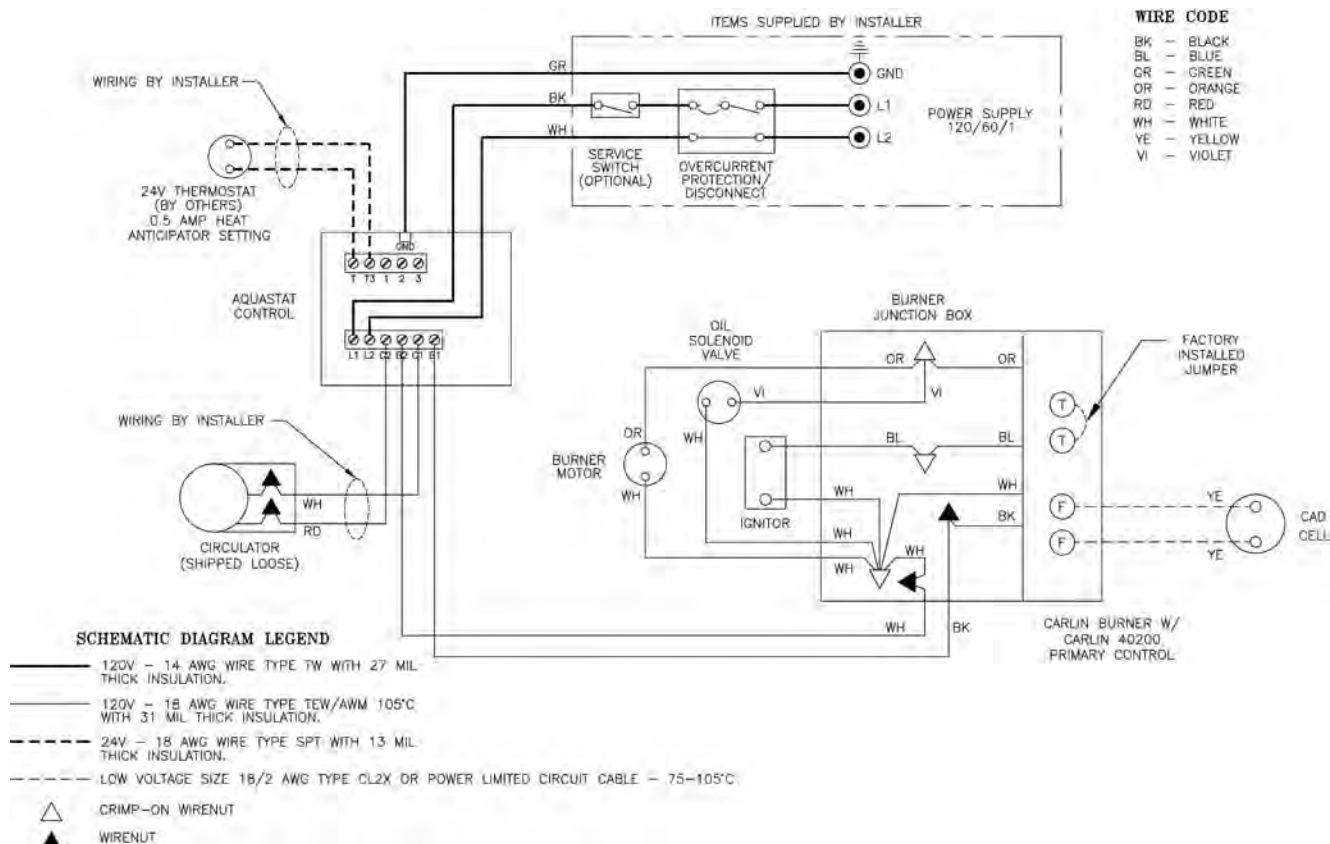 ITEMS SUPPLIED BY INSTALLER
WIRE CODE
BK - BLACK
BL - BLUE
GR - GREEN
OR - ORANGE
RD - RED
WH - WHITE
YE - YELLOW
VI - VIOLET
WIRING BY INSTALLER
GR
GND
BK
L1
WH
L2
POWER SUPPLY
120/60/1
SERVICE
SWITCH
(OPTIONAL)
OVERCURRENT
PROTECTION/
DISCONNECT
24V THERMOSTAT
(BY OTHERS)
0.5 AMP HEAT
ANTICIPATOR SETTING
GND
T T3 1 2 3
AQUASTAT
CONTROL
L1 L2 C2 B2 C1 B1
BURNER
JUNCTION BOX
OIL
SOLENOID
VALVE
FACTORY
INSTALLED
JUMPER
OR
OR
VI
VI
T
T
WIRING BY INSTALLER
OR
WH
BL
BL
BURNER
MOTOR
WH
IGNITOR
WH
WH
BK
WH
WH
WH
F
F
YE
YE
CAD
CELL
WH
RD
CIRCULATOR
(SHIPPED LOOSE)
WH
BK
CARLIN BURNER W/
CARLIN 40200
PRIMARY CONTROL
SCHEMATIC DIAGRAM LEGEND
120V - 14 AWG WIRE TYPE TW WITH 27 MIL
THICK INSULATION.
120V - 18 AWG WIRE TYPE TEW/AWM 105°C
WITH 31 MIL THICK INSULATION.
24V - 18 AWG WIRE TYPE SPT WITH 13 MIL
THICK INSULATION.
LOW VOLTAGE SIZE 18/2 AWG TYPE CL2X OR POWER LIMITED CIRCUIT CABLE - 75-105°C
CRIMP-ON WIRENUT
WIRENUT